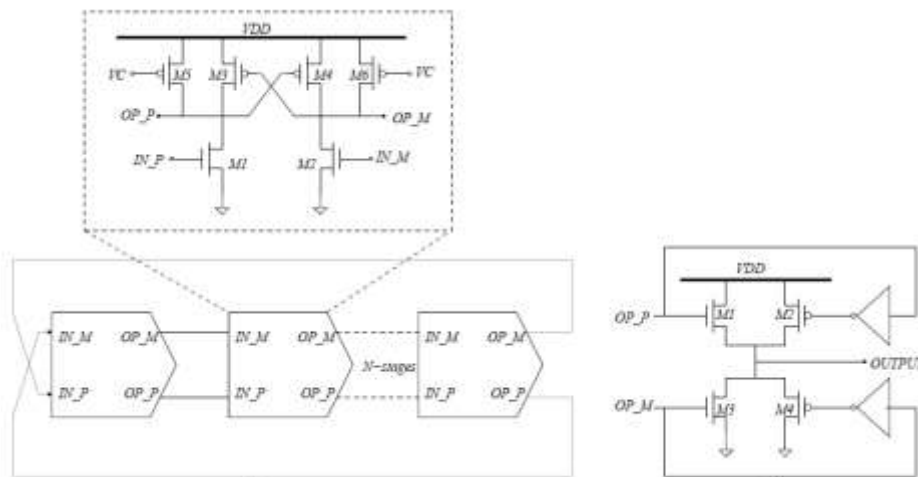 VDD
VC M5 M3 M4 M6 VC
OP_P OP_M
IN_P M1 M2 IN_M
IN_M OP_M IN_M OP_M IN_M OP_M
N-stages
IN_P OP_P IN_P OP_P IN_P OP_P
VDD
OP_P M1 M2
OUTPUT
OP_M M3 M4